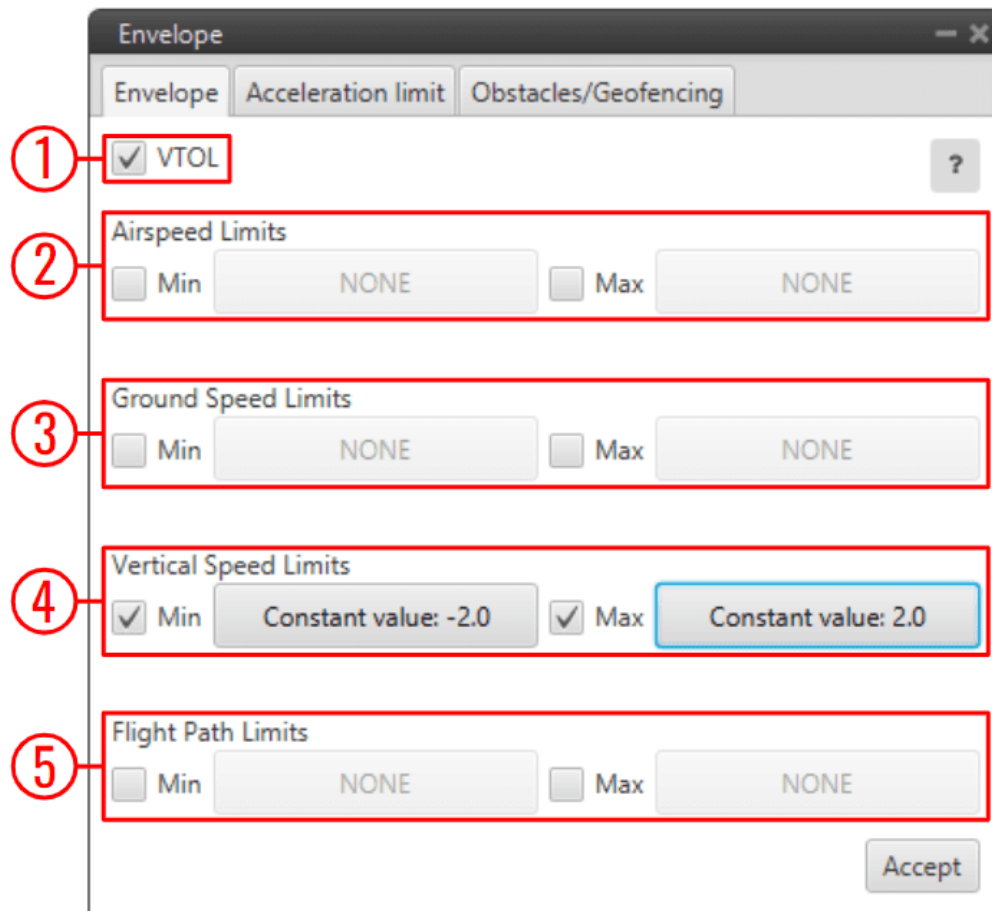 Envelope
Envelope Acceleration limit Obstacles/Geofencing
1 VTOL ?
2 Airspeed Limits
Min NONE Max NONE
3 Ground Speed Limits
Min NONE Max NONE
4 Vertical Speed Limits
Min Constant value: -2.0 Max Constant value: 2.0
5 Flight Path Limits
Min NONE Max NONE
Accept